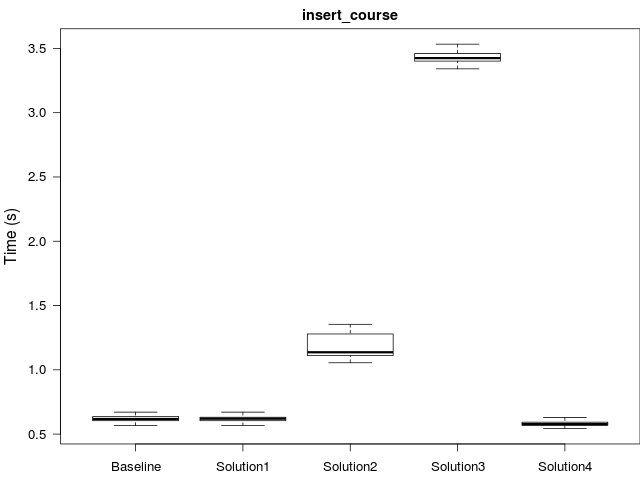 insert_course
Time (s)
3.5
3.0
2.5
2.0
1.5
1.0
0.5
Baseline
Solution1
Solution2
Solution3
Solution4